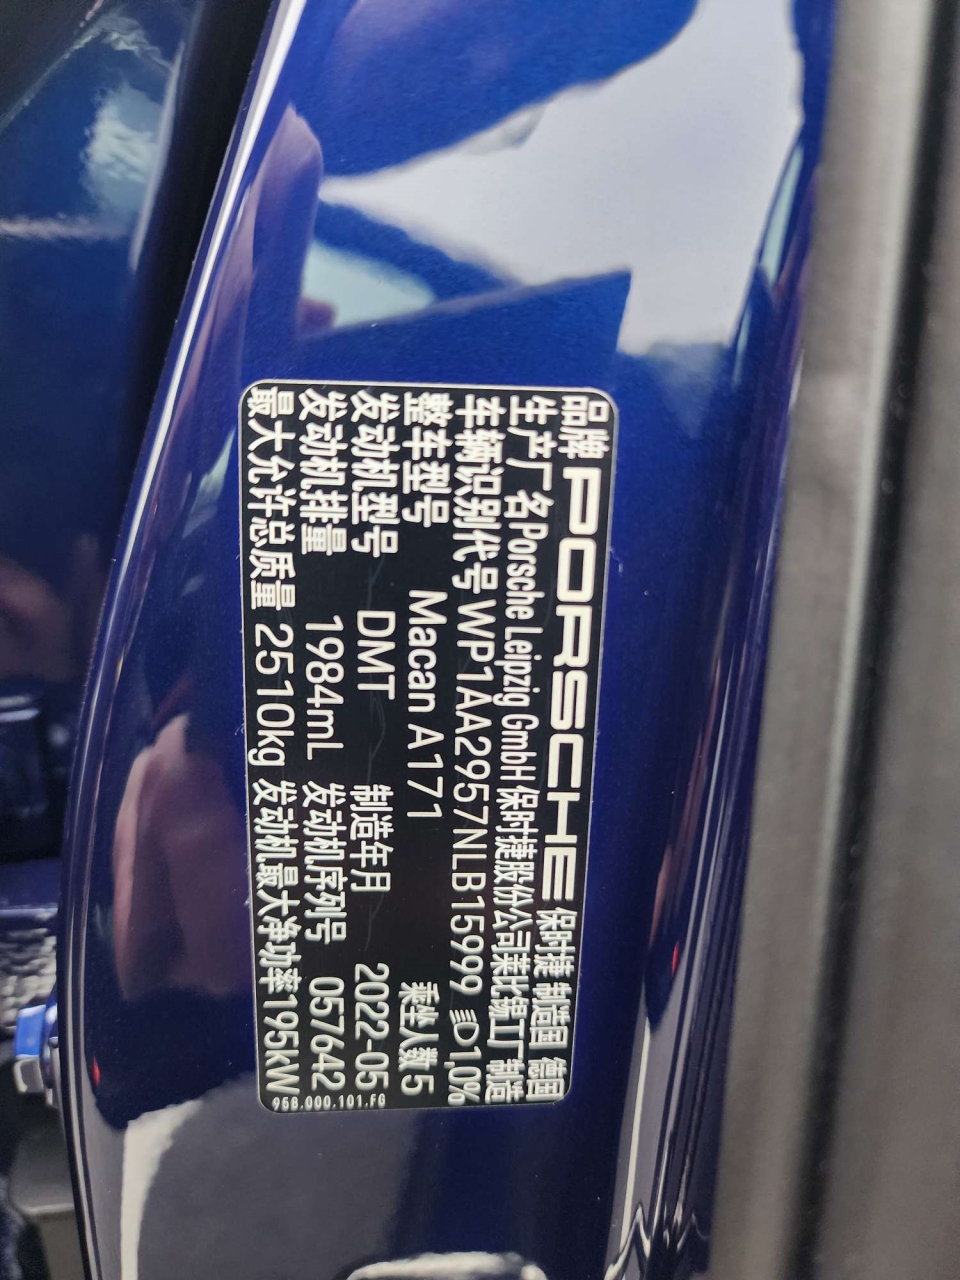 品牌 PORSCHE 保时捷 制造国 德国
生产厂名 Porsche Leipzig GmbH 保时捷股份公司莱比锡工厂制造
车辆识别代号 WP1AA2957NLB15999 1,0%
整车型号 Macan A171 乘坐人数 5
发动机型号 DMT 制造年月 2022-05
发动机排量 1984mL 发动机序列号 057642
最大允许总质量 2510kg 发动机最大净功率 195kW
95B.000.101.FG